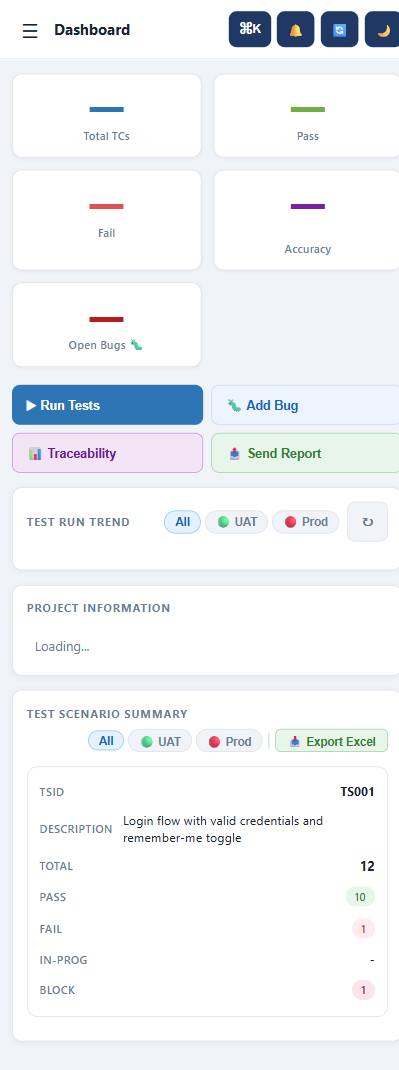 ☰ Dashboard ⌘K 🔔 🔄 🌙
Total TCs
Pass
Fail
Accuracy
Open Bugs 🐛
▶ Run Tests
🐛 Add Bug
📊 Traceability
📤 Send Report
TEST RUN TREND All 🟢 UAT 🔴 Prod ↻
PROJECT INFORMATION
Loading...
TEST SCENARIO SUMMARY
All 🟢 UAT 🔴 Prod | 📥 Export Excel
TSID TS001
DESCRIPTION Login flow with valid credentials and
remember-me toggle
TOTAL 12
PASS 10
FAIL 1
IN-PROG -
BLOCK 1